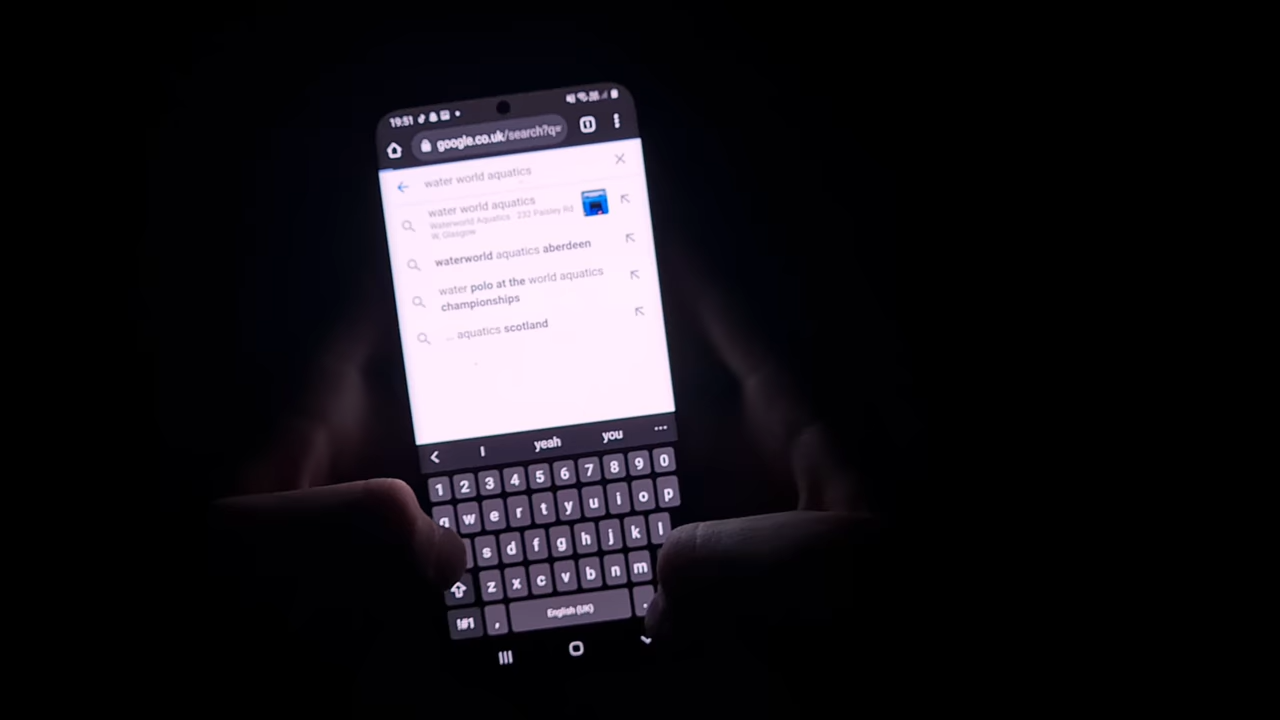 19:51
google.co.uk/search?q=
water world aquatics
water world aquatics
Waterworld Aquatics · 232 Paisley Rd
W, Glasgow
waterworld aquatics aberdeen
water polo at the world aquatics
championships
... aquatics scotland
I yeah you ...
1 2 3 4 5 6 7 8 9 0
q w e r t y u i o p
s d f g h j k l
z x c v b n m
!#1 , English (UK) .